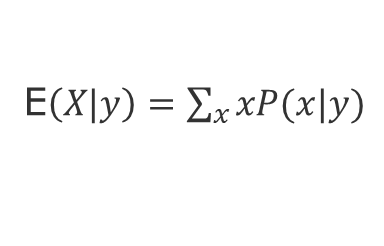 E(X|y) = ∑ₓ xP(x|y)